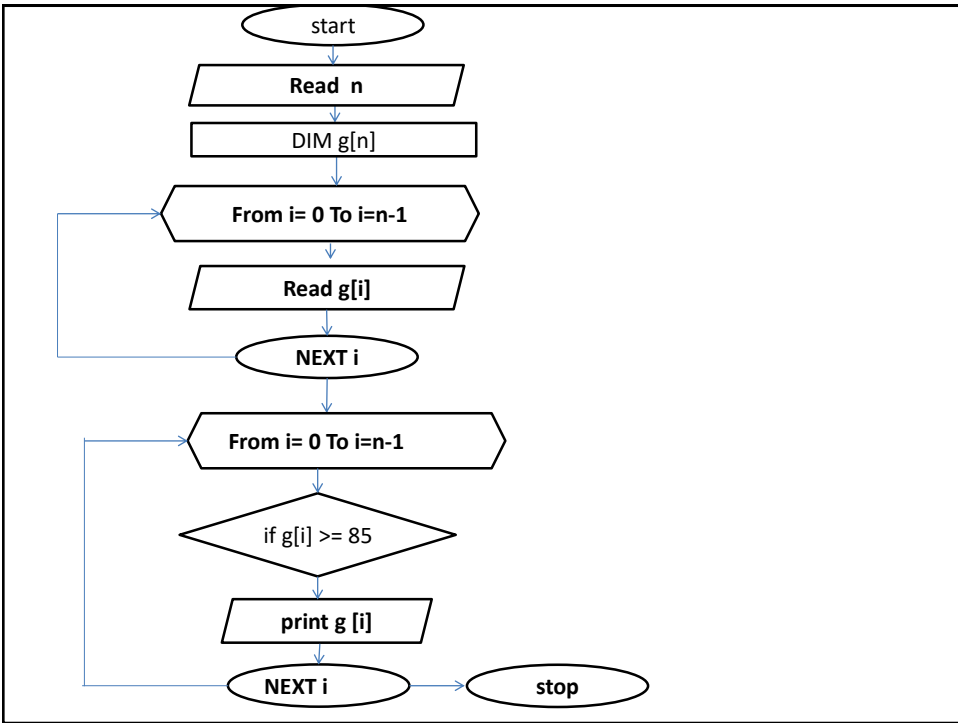 start
Read n
DIM g[n]
From i= 0 To i=n-1
Read g[i]
NEXT i
From i= 0 To i=n-1
if g[i] >= 85
print g [i]
NEXT i
stop